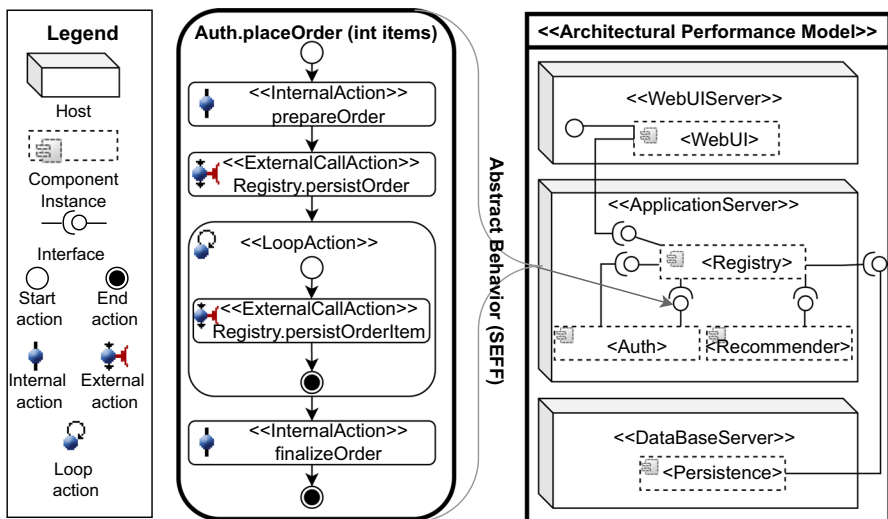 Legend
Host
Component
Instance
Interface
Start
action
End
action
Internal
action
External
action
Loop
action
Auth.placeOrder (int items)
<<InternalAction>>
prepareOrder
<<ExternalCallAction>>
Registry.persistOrder
<<LoopAction>>
<<ExternalCallAction>>
Registry.persistOrderItem
<<InternalAction>>
finalizeOrder
Abstract Behavior (SEFF)
<<Architectural Performance Model>>
<<WebUIServer>>
<WebUI>
<<ApplicationServer>>
<Registry>
<Auth>
<Recommender>
<<DataBaseServer>>
<Persistence>